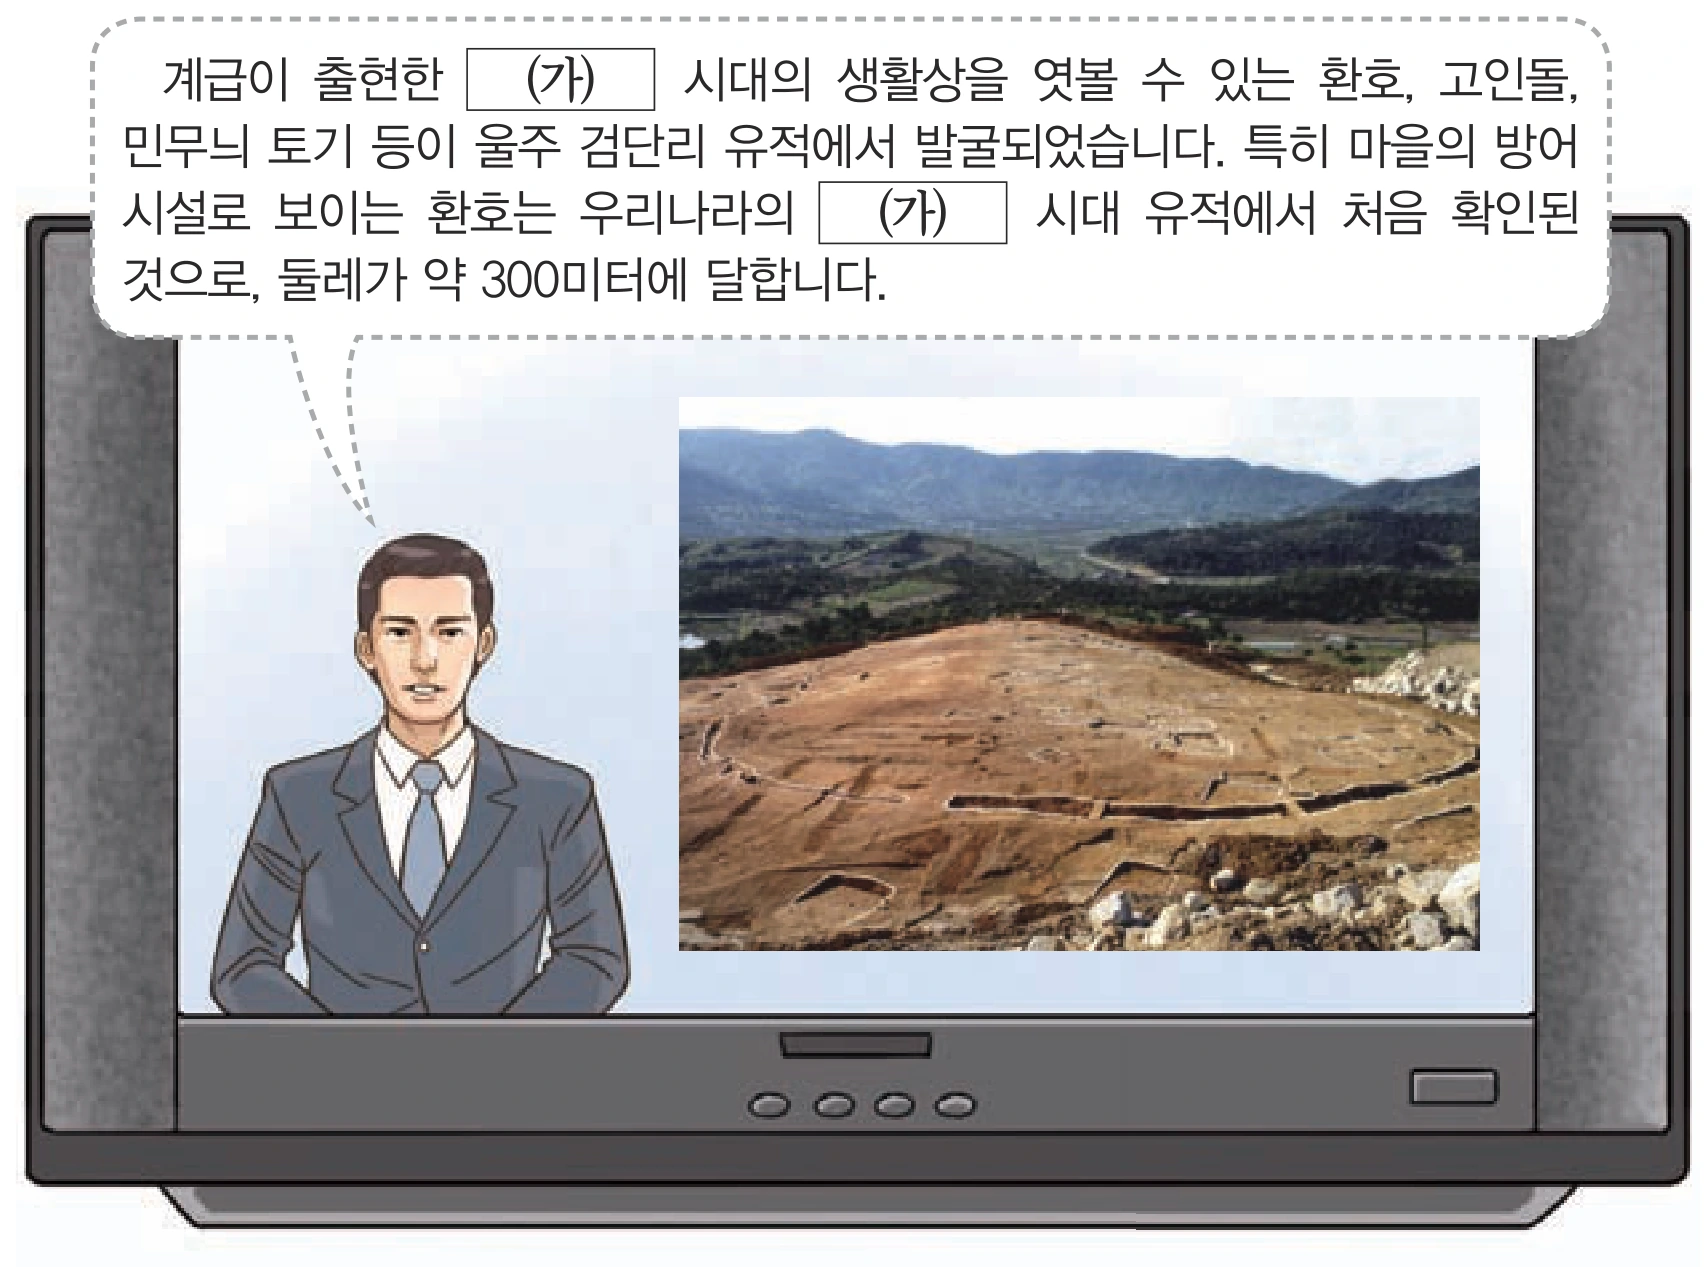 계급이 출현한 (가) 시대의 생활상을 엿볼 수 있는 환호, 고인돌,
민무늬 토기 등이 울주 검단리 유적에서 발굴되었습니다. 특히 마을의 방어
시설로 보이는 환호는 우리나라의 (가) 시대 유적에서 처음 확인된
것으로, 둘레가 약 300미터에 달합니다.